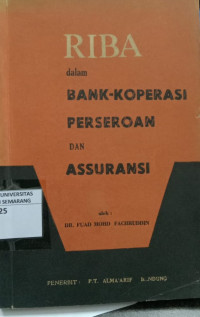 RIBA
dalam
BANK-KOPERASI
PERSEROAN
DAN
ASSURANSI
UNIVERSITAS
SEMARANG
25
oleh :
DR. FUAD MOHD FACHRUDDIN
PENERBIT : P.T. ALMA'ARIF BANDUNG